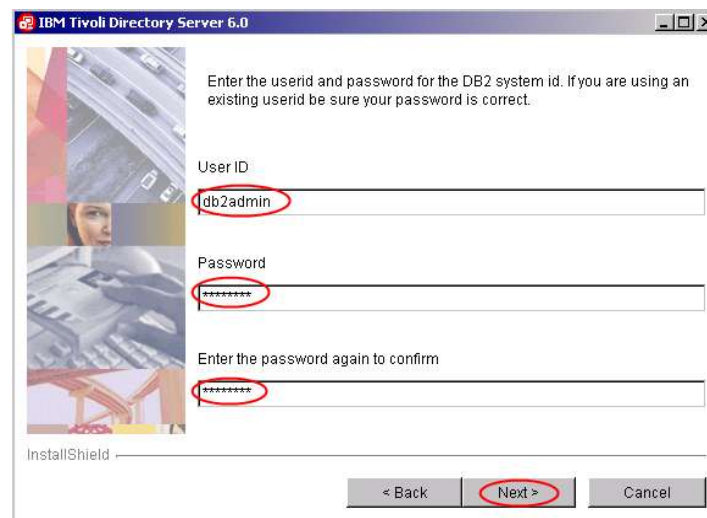 IBM Tivoli Directory Server 6.0
Enter the userid and password for the DB2 system id. If you are using an
existing userid be sure your password is correct.
User ID
db2admin
Password
********
Enter the password again to confirm
********
InstallShield
< Back Next > Cancel